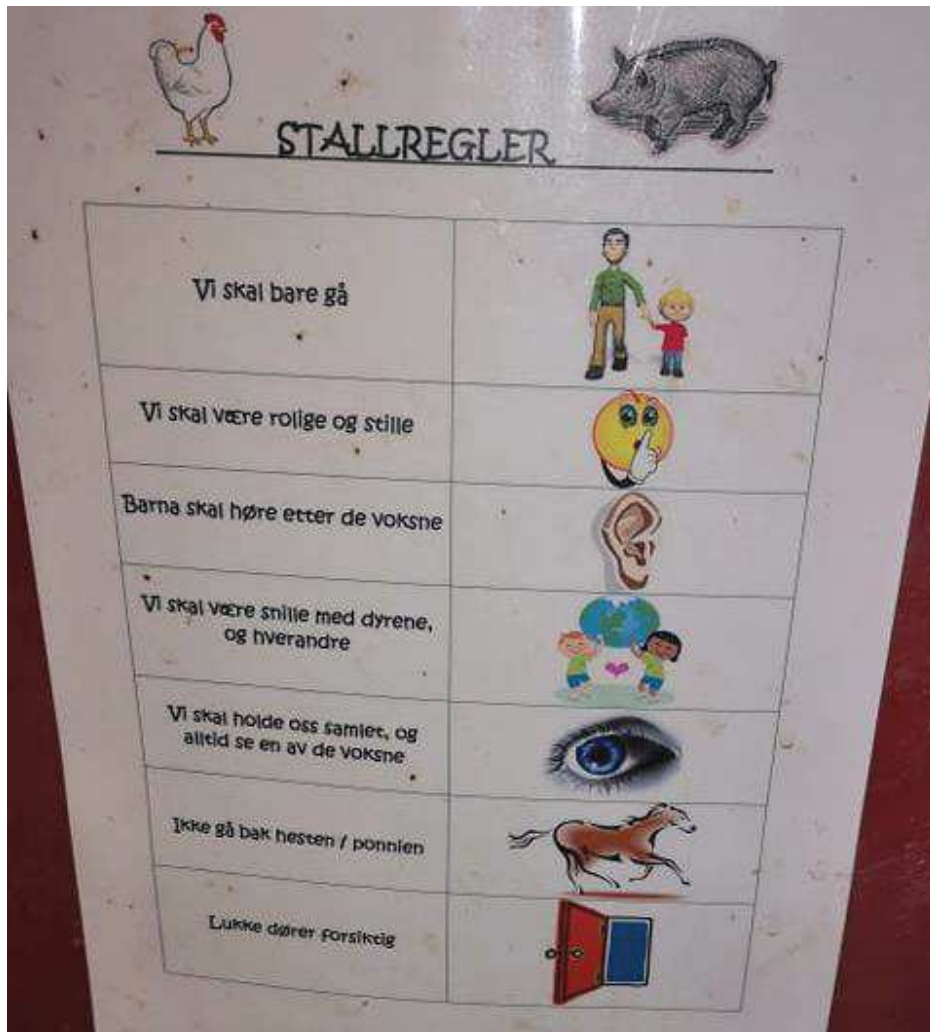 STALLREGLER
Vi skal bare gå
Vi skal være rolige og stille
Barna skal høre etter de voksne
Vi skal være snille med dyrene,
og hverandre
Vi skal holde oss samlet, og
alltid se en av de voksne
Ikke gå bak hesten / ponnien
Lukke dører forsiktig